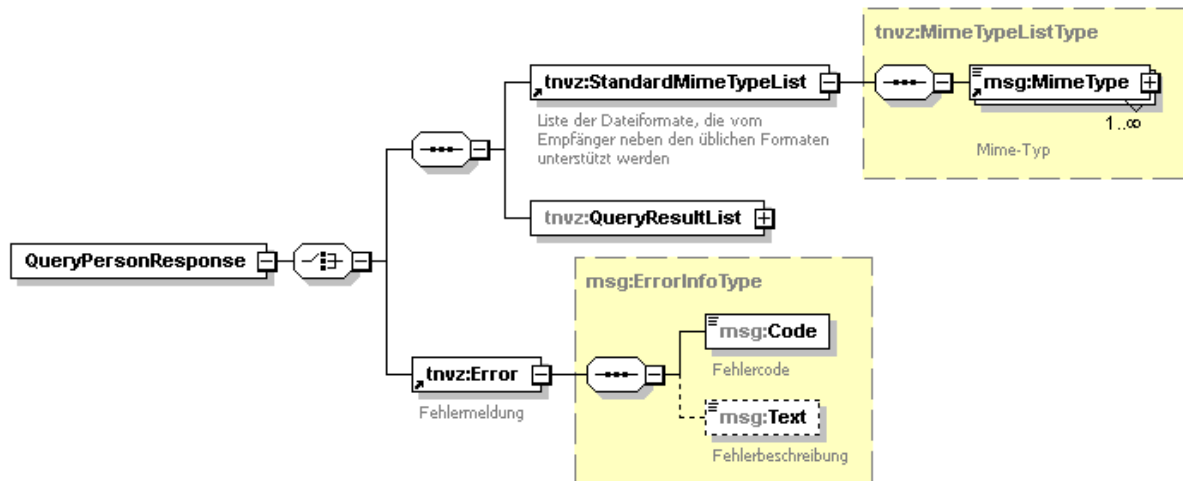 tnvz:MimeTypeListType
tnvz:StandardMimeTypeList
msg:MimeType
1..∞
Liste der Dateiformate, die vom
Empfänger neben den üblichen Formaten
unterstützt werden
Mime-Typ
tnvz:QueryResultList
QueryPersonResponse
msg:ErrorInfoType
msg:Code
Fehlercode
tnvz:Error
Fehlermeldung
msg:Text
Fehlerbeschreibung